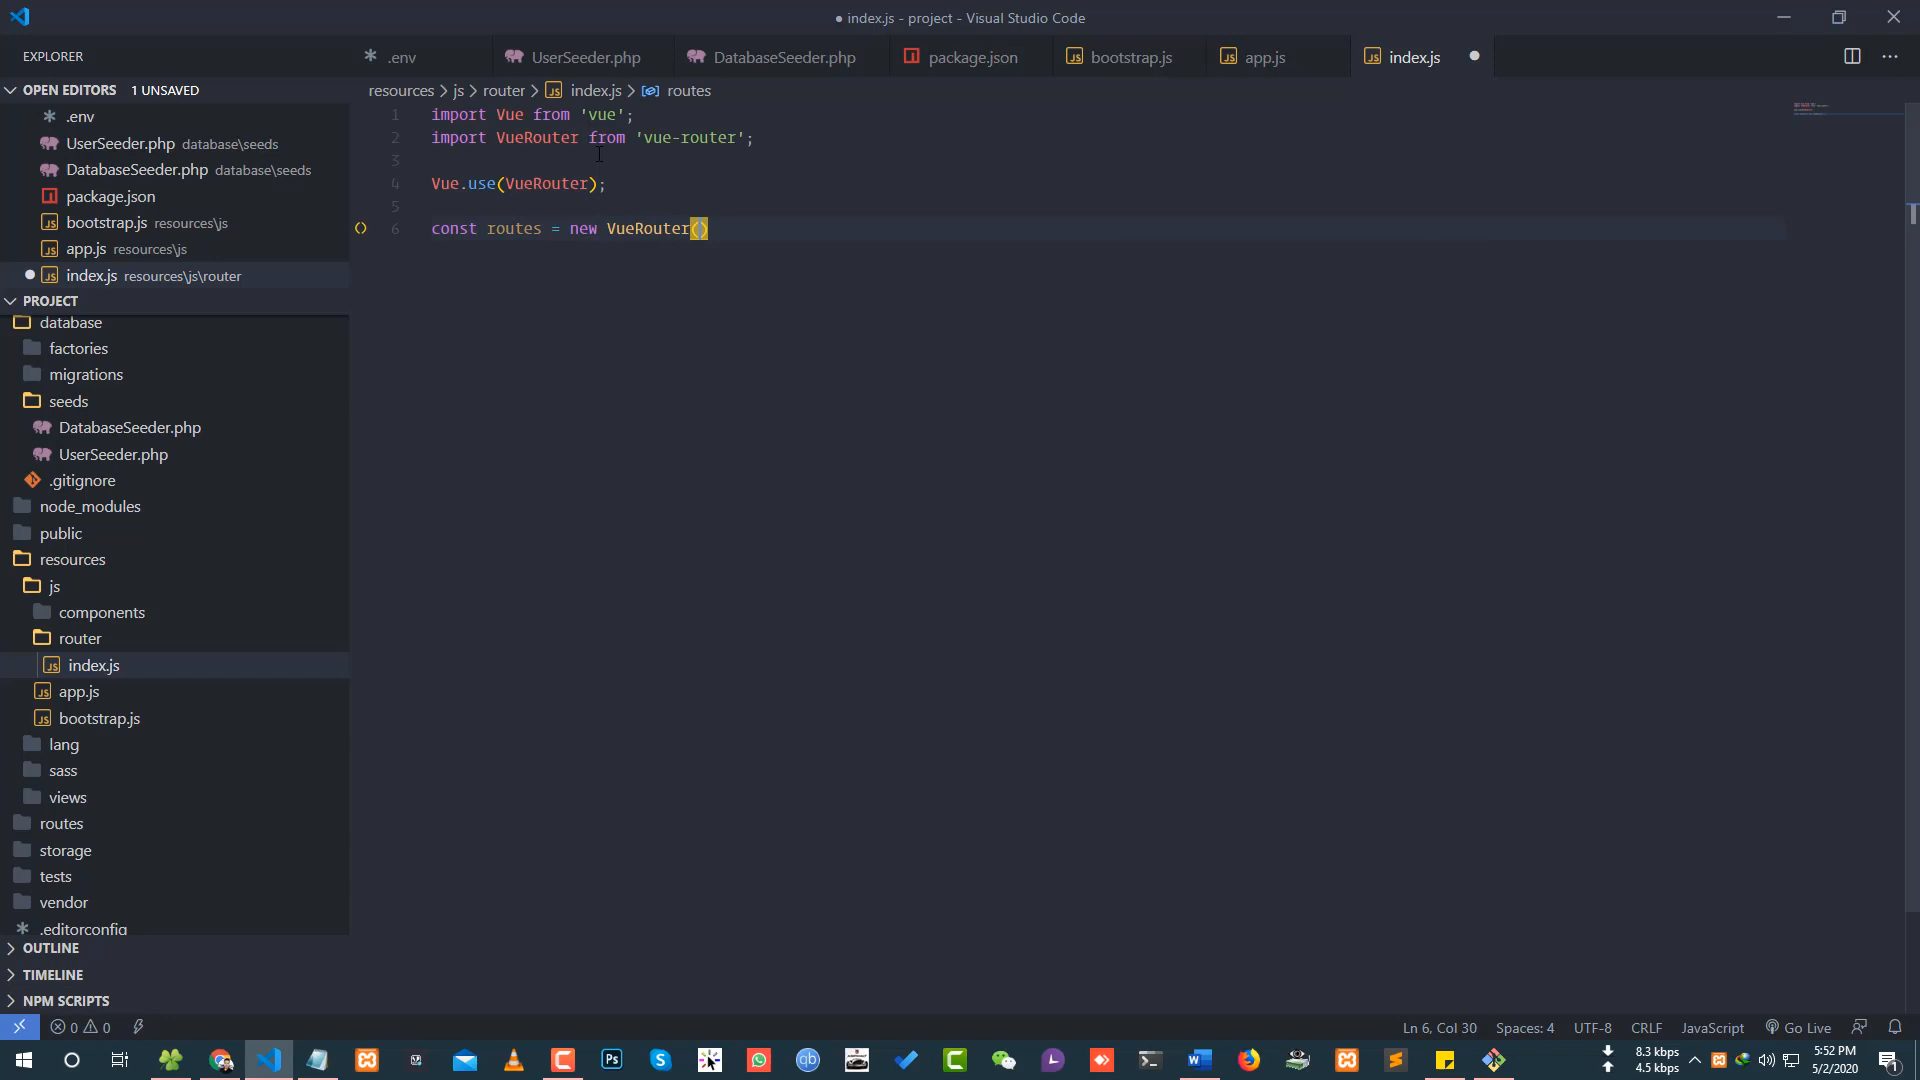 ● index.js - project - Visual Studio Code
EXPLORER
.env
UserSeeder.php
DatabaseSeeder.php
package.json
bootstrap.js
app.js
index.js
OPEN EDITORS 1 UNSAVED
.env
UserSeeder.php database\seeds
DatabaseSeeder.php database\seeds
package.json
bootstrap.js resources\js
app.js resources\js
index.js resources\js\router
PROJECT
database
factories
migrations
seeds
DatabaseSeeder.php
UserSeeder.php
.gitignore
node_modules
public
resources
js
components
router
index.js
app.js
bootstrap.js
lang
sass
views
routes
storage
tests
vendor
.editorconfig
OUTLINE
TIMELINE
NPM SCRIPTS
resources > js > router > JS index.js > routes
1 import Vue from 'vue';
2 import VueRouter from 'vue-router';
3
4 Vue.use(VueRouter);
5
6 const routes = new VueRouter()
0 0
Ln 6, Col 30
Spaces: 4
UTF-8
CRLF
JavaScript
Go Live
8.3 kbps
4.5 kbps
5:52 PM
5/2/2020